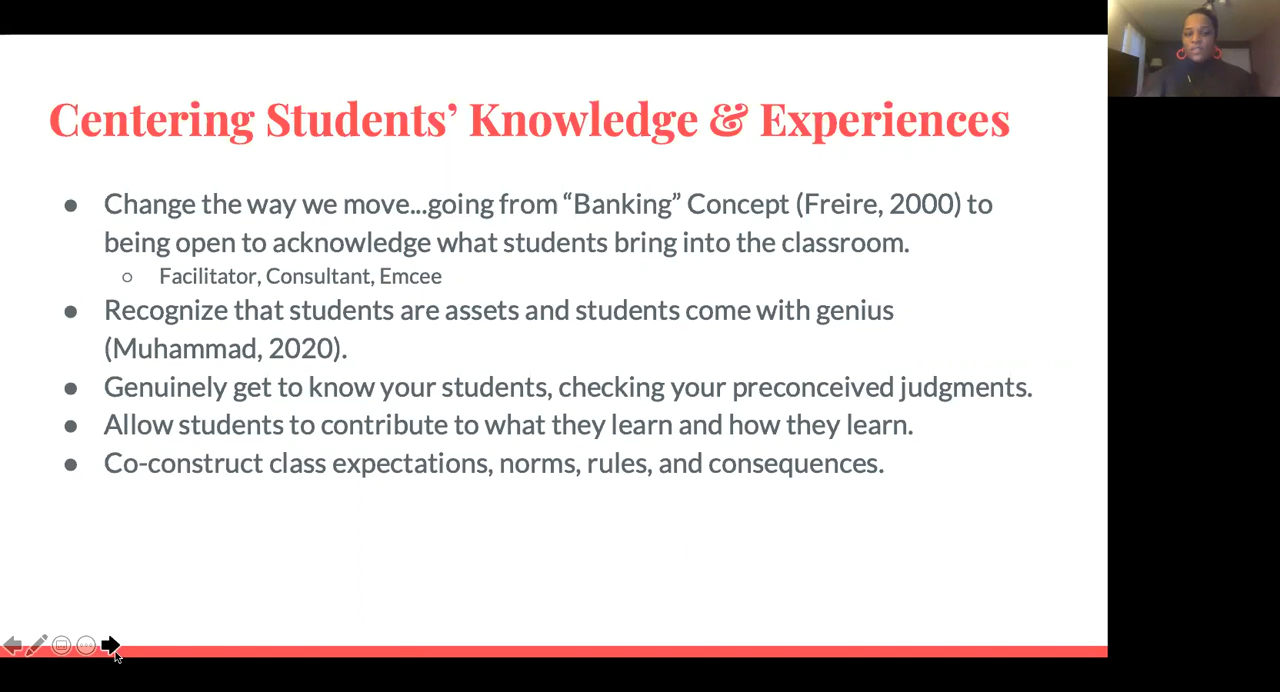 Centering Students’ Knowledge & Experiences
● Change the way we move...going from “Banking” Concept (Freire, 2000) to
being open to acknowledge what students bring into the classroom.
○ Facilitator, Consultant, Emcee
● Recognize that students are assets and students come with genius
(Muhammad, 2020).
● Genuinely get to know your students, checking your preconceived judgments.
● Allow students to contribute to what they learn and how they learn.
● Co-construct class expectations, norms, rules, and consequences.